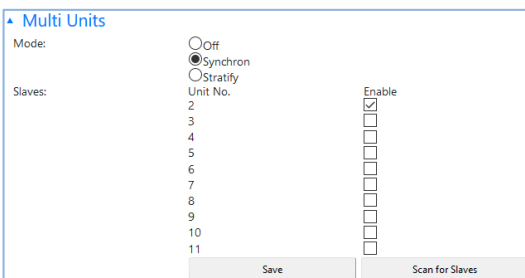 Multi Units
Mode: Off
Synchron
Stratify
Slaves: Unit No. Enable
2
3
4
5
6
7
8
9
10
11
Save Scan for Slaves